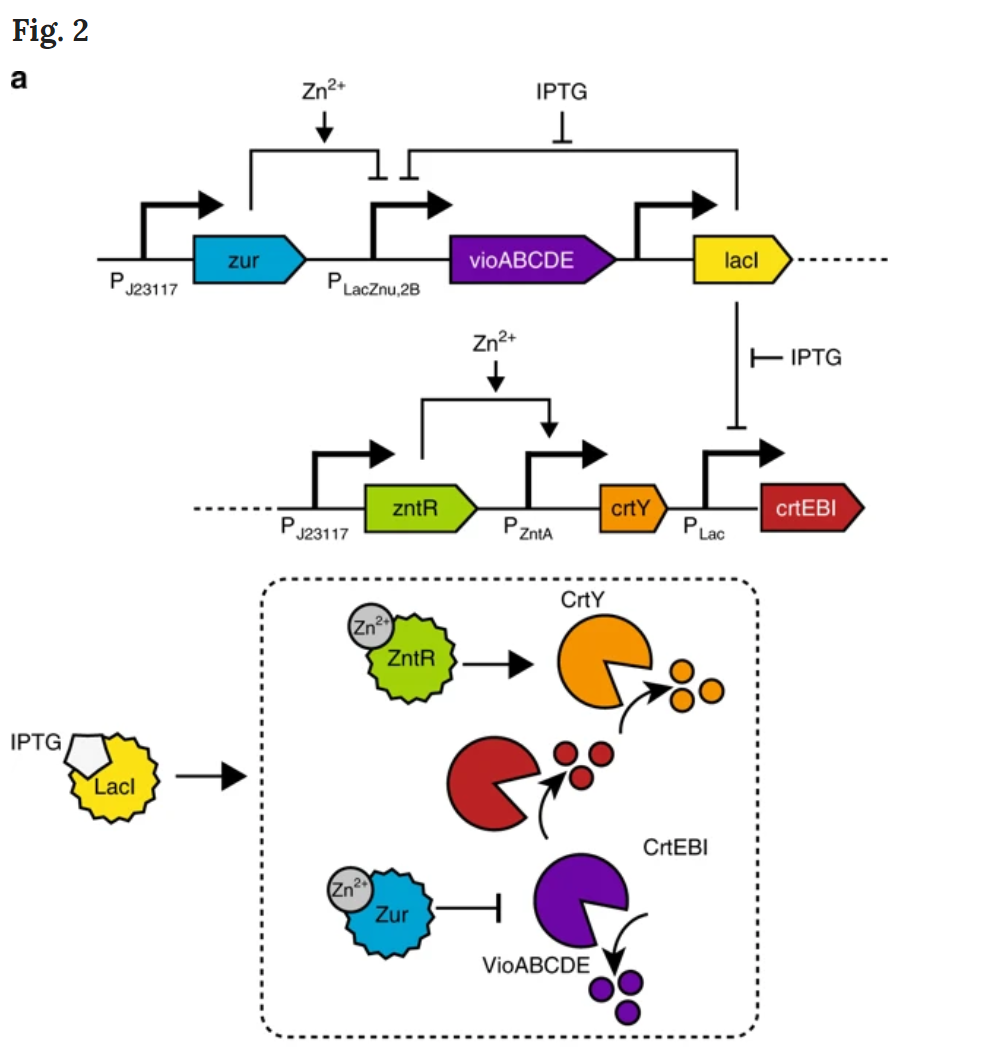 Fig. 2
a
Zn2+ IPTG
zur vioABCDE lacI
PJ23117 PLacZnu,2B
Zn2+
IPTG
zntR crtY crtEBI
PJ23117 PZntA PLac
CrtY
Zn2+
ZntR
IPTG
LacI
CrtEBI
Zn2+
Zur
VioABCDE